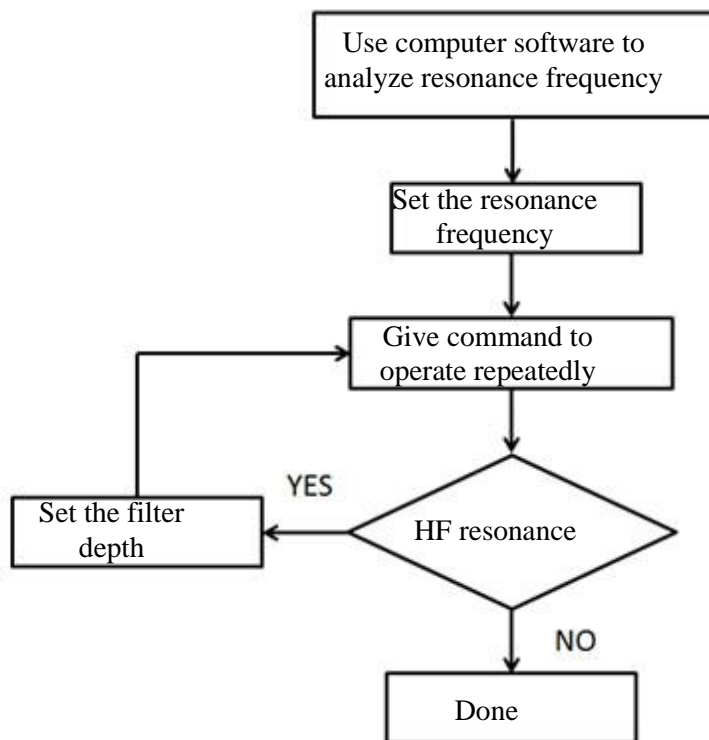 Use computer software to
analyze resonance frequency
Set the resonance
frequency
Give command to
operate repeatedly
YES
Set the filter
depth
HF resonance
NO
Done